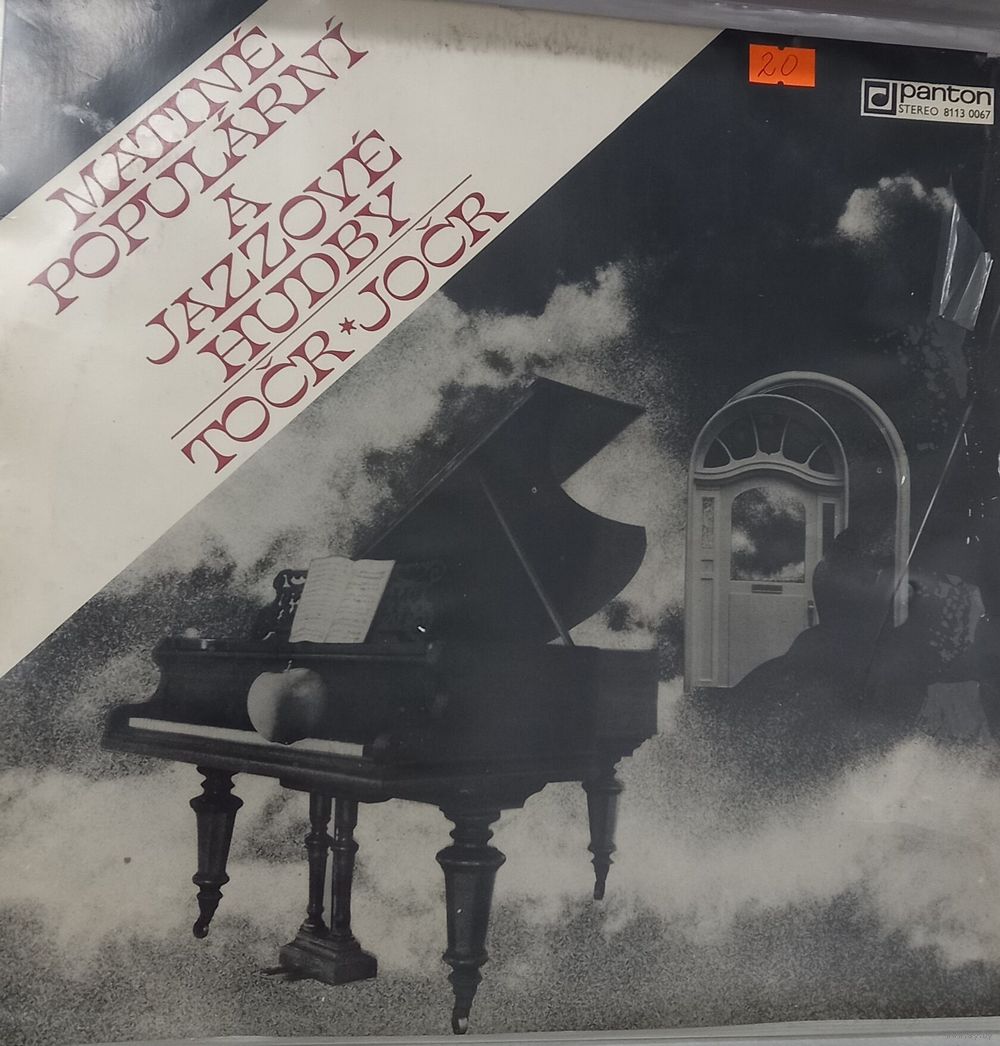 MATINÉ
POPULÁRNÍ
A
JAZZOVÉ
HUDBY
TOČR * JOČR
20
panton
STEREO 8113 0067